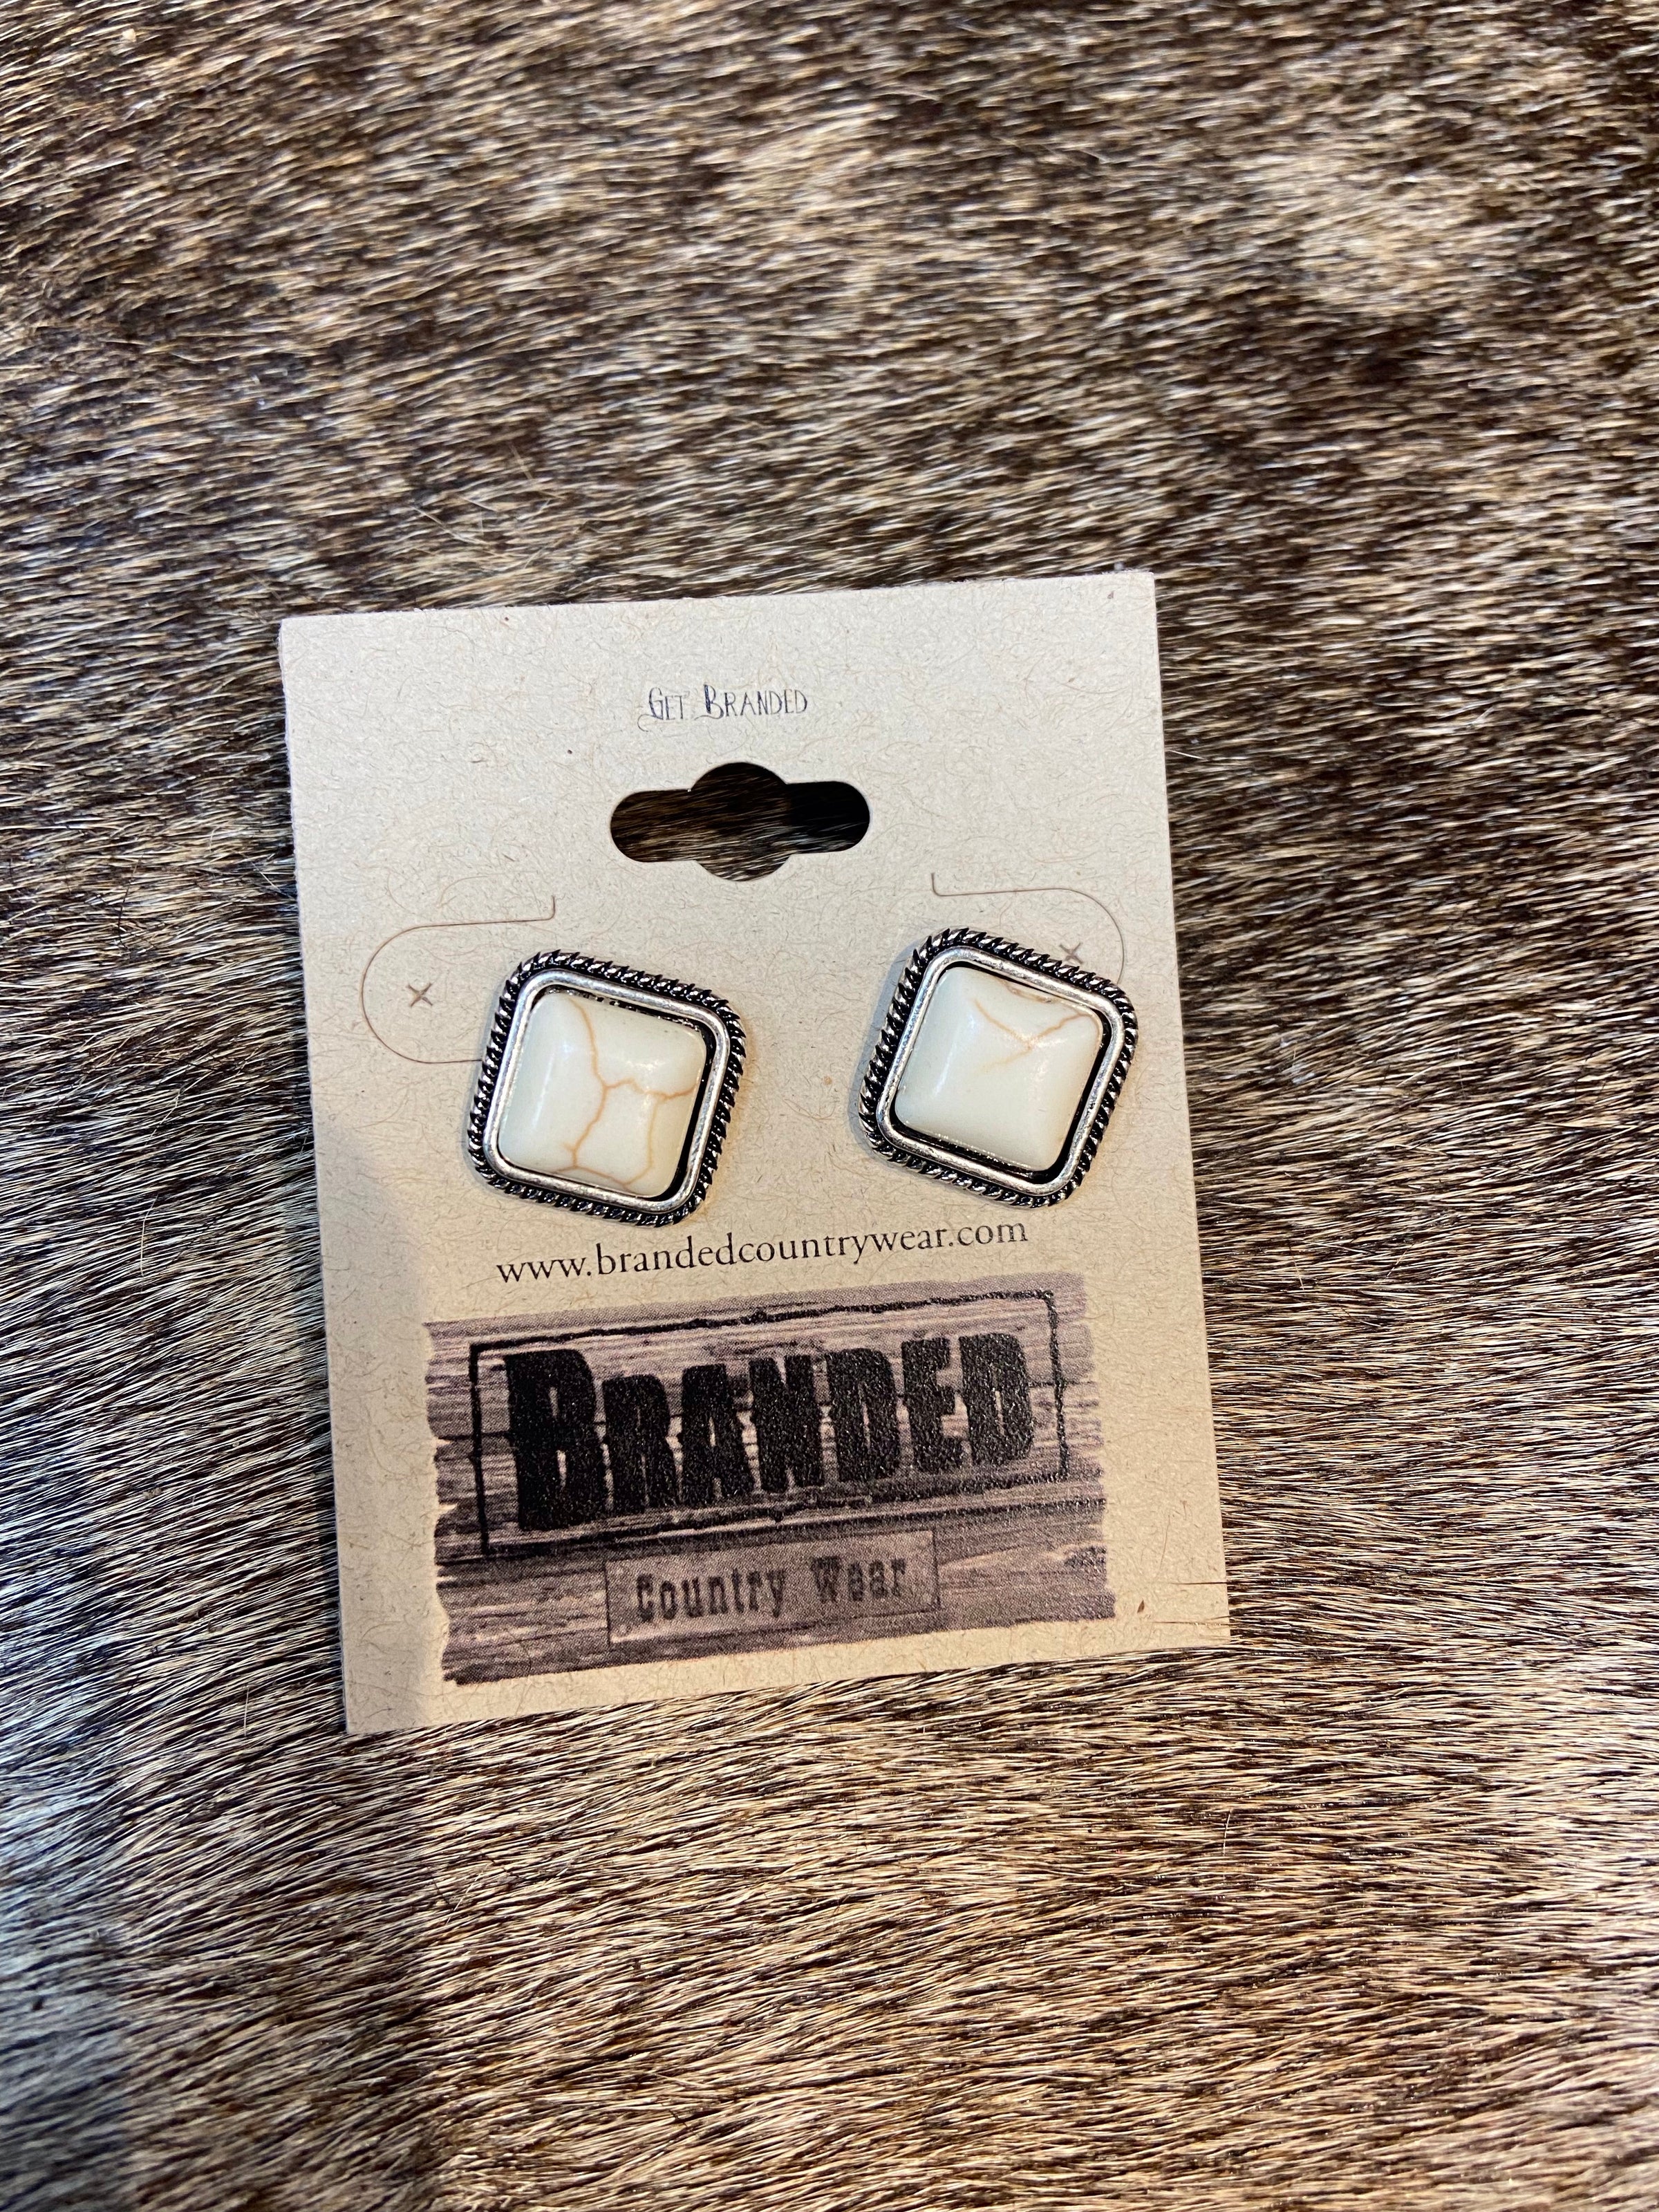 Get Branded
www.brandedcountrywear.com
BRANDED
Country Wear